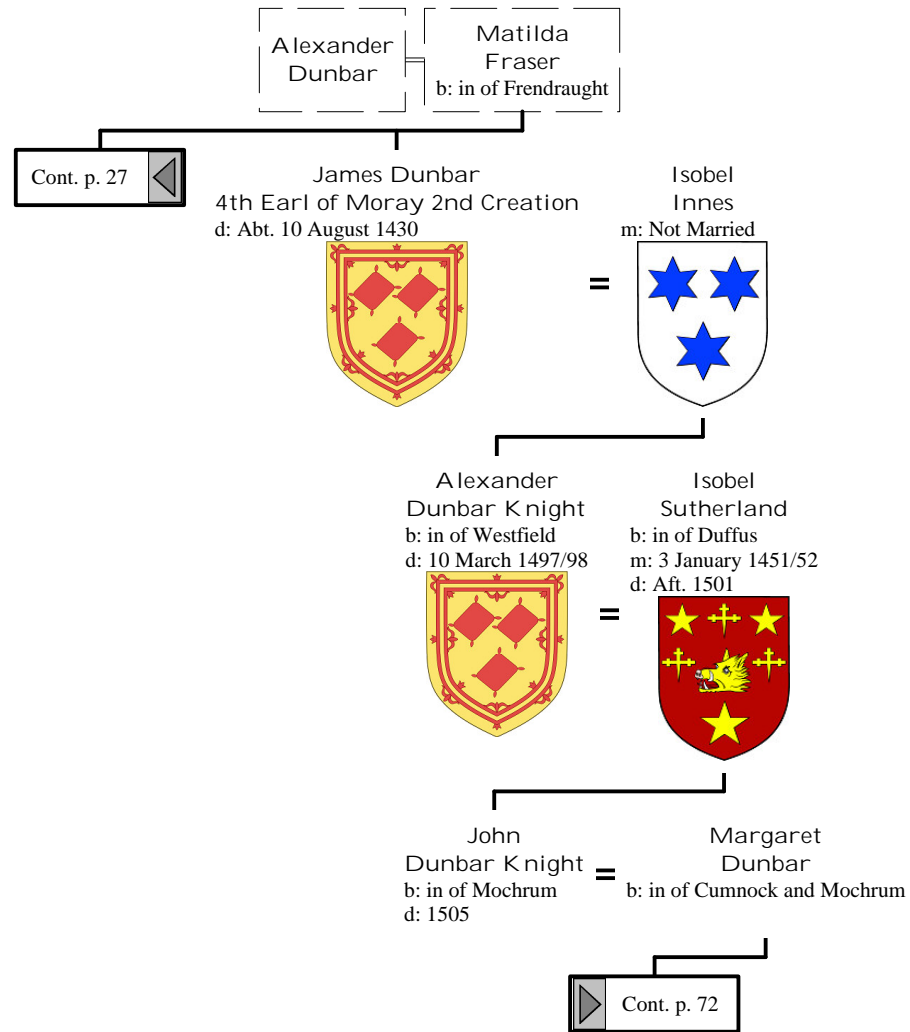 Alexander
Dunbar
Matilda
Fraser
b: in of Frendraught
Cont. p. 27
James Dunbar
4th Earl of Moray 2nd Creation
d: Abt. 10 August 1430
=
Isobel
Innes
m: Not Married
Alexander
Dunbar Knight
b: in of Westfield
d: 10 March 1497/98
=
Isobel
Sutherland
b: in of Duffus
m: 3 January 1451/52
d: Aft. 1501
John
Dunbar Knight
b: in of Mochrum
d: 1505
=
Margaret
Dunbar
b: in of Cumnock and Mochrum
Cont. p. 72